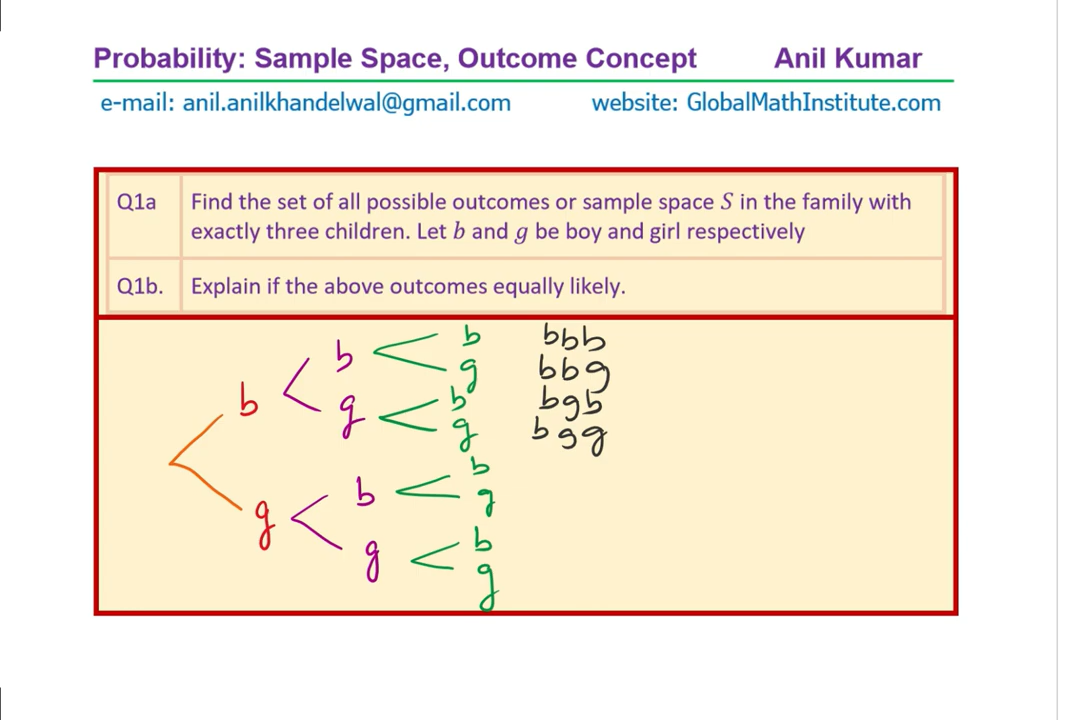 Probability: Sample Space, Outcome Concept Anil Kumar
e-mail: anil.anilkhandelwal@gmail.com website: GlobalMathInstitute.com
Q1a Find the set of all possible outcomes or sample space S in the family with
exactly three children. Let b and g be boy and girl respectively
Q1b. Explain if the above outcomes equally likely.
b bbb
b
g bbg
b
b bgb
g
g bgg
b
b
g
g
b
g
g